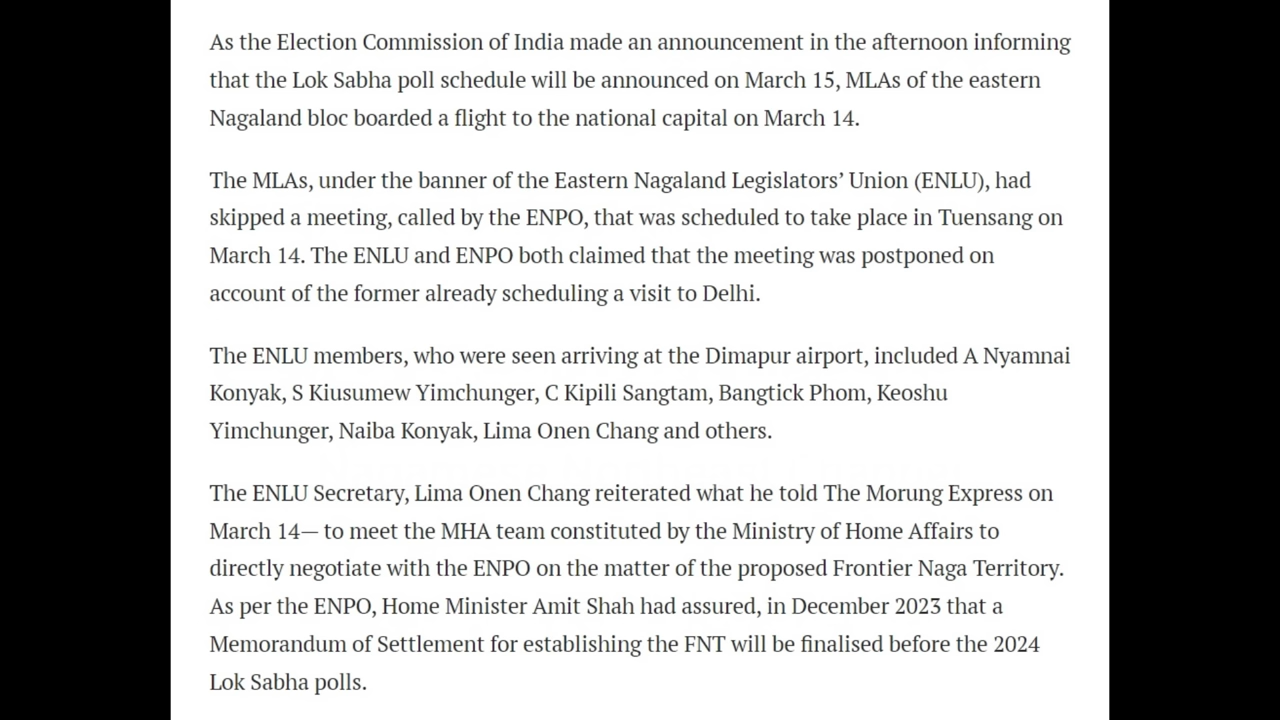 As the Election Commission of India made an announcement in the afternoon informing
that the Lok Sabha poll schedule will be announced on March 15, MLAs of the eastern
Nagaland bloc boarded a flight to the national capital on March 14.
The MLAs, under the banner of the Eastern Nagaland Legislators’ Union (ENLU), had
skipped a meeting, called by the ENPO, that was scheduled to take place in Tuensang on
March 14. The ENLU and ENPO both claimed that the meeting was postponed on
account of the former already scheduling a visit to Delhi.
The ENLU members, who were seen arriving at the Dimapur airport, included A Nyamnai
Konyak, S Kiusumew Yimchunger, C Kipili Sangtam, Bangtick Phom, Keoshu
Yimchunger, Naiba Konyak, Lima Onen Chang and others.
The ENLU Secretary, Lima Onen Chang reiterated what he told The Morung Express on
March 14— to meet the MHA team constituted by the Ministry of Home Affairs to
directly negotiate with the ENPO on the matter of the proposed Frontier Naga Territory.
As per the ENPO, Home Minister Amit Shah had assured, in December 2023 that a
Memorandum of Settlement for establishing the FNT will be finalised before the 2024
Lok Sabha polls.